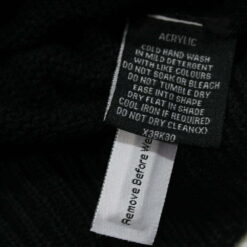 ACRYLIC
COLD HAND WASH
IN MILD DETERGENT
WITH LIKE COLOURS
DO NOT SOAK OR BLEACH
DO NOT TUMBLE DRY
EASE INTO SHAPE
DRY FLAT IN SHADE
COOL IRON IF REQUIRED
DO NOT DRY CLEAN(X)
X38K30
Remove Before We